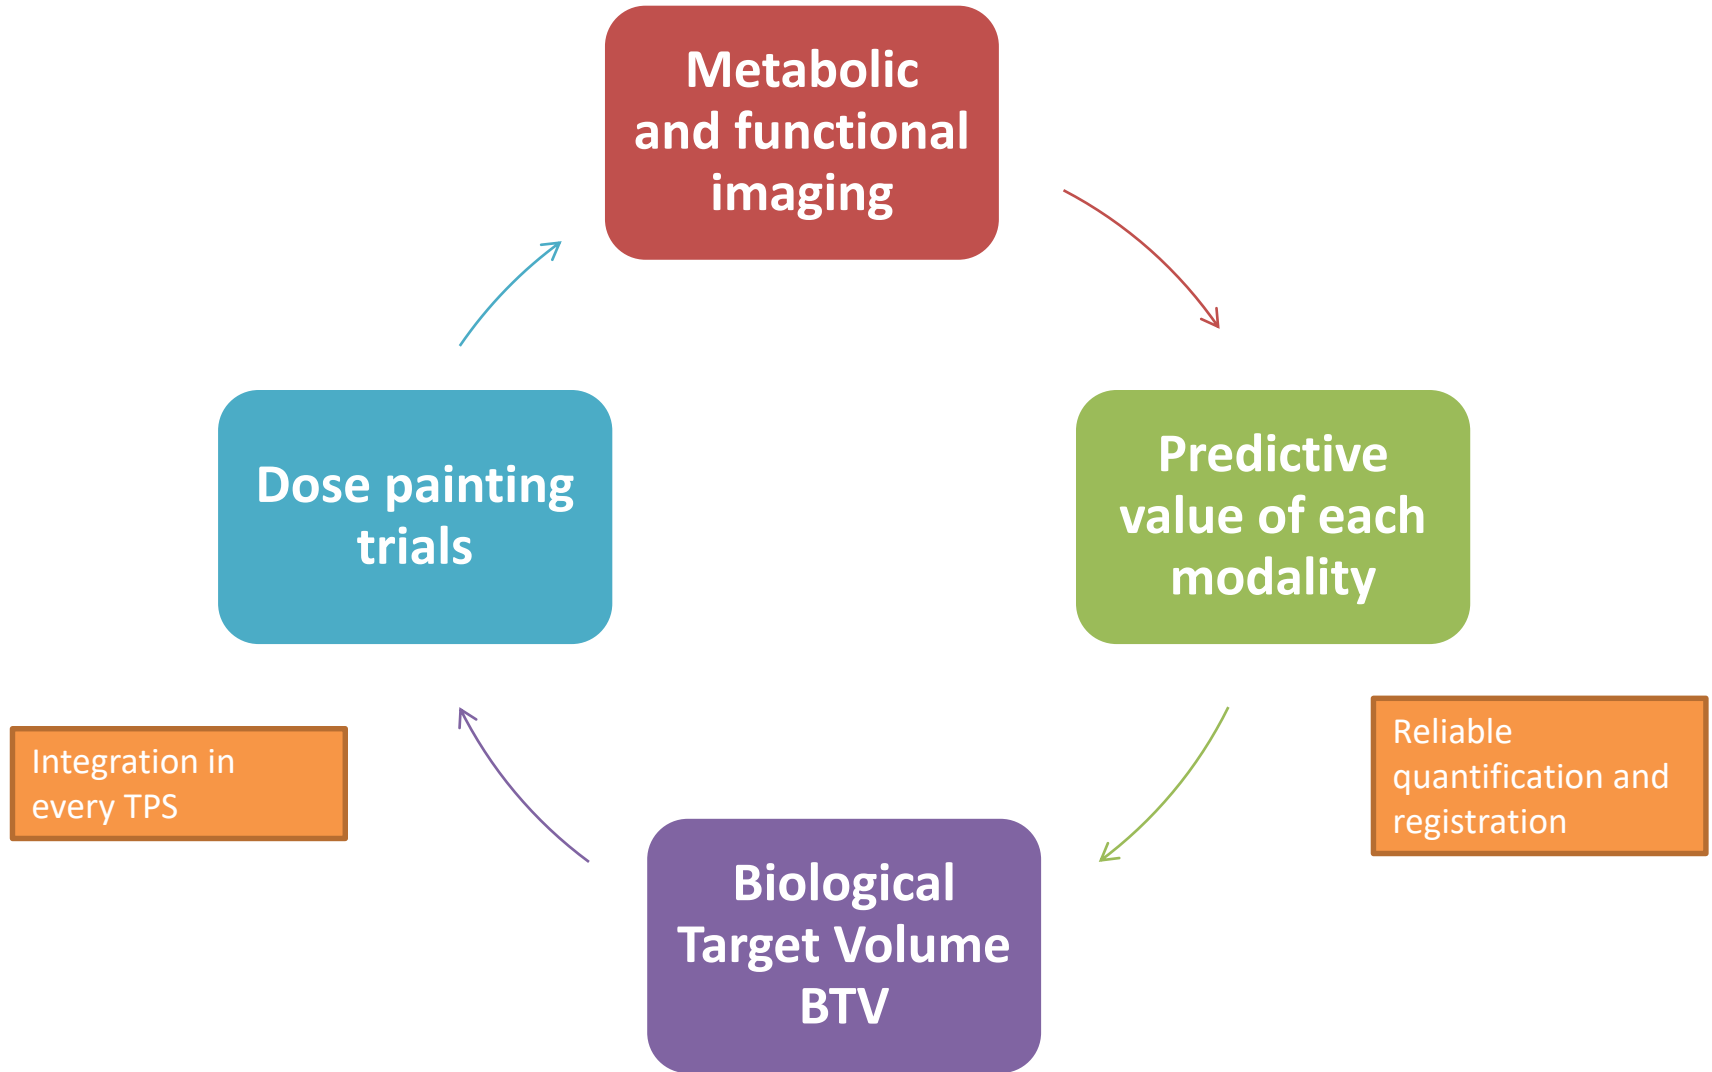 Metabolic
and functional
imaging
Predictive
value of each
modality
Reliable
quantification and
registration
Biological
Target Volume
BTV
Integration in
every TPS
Dose painting
trials